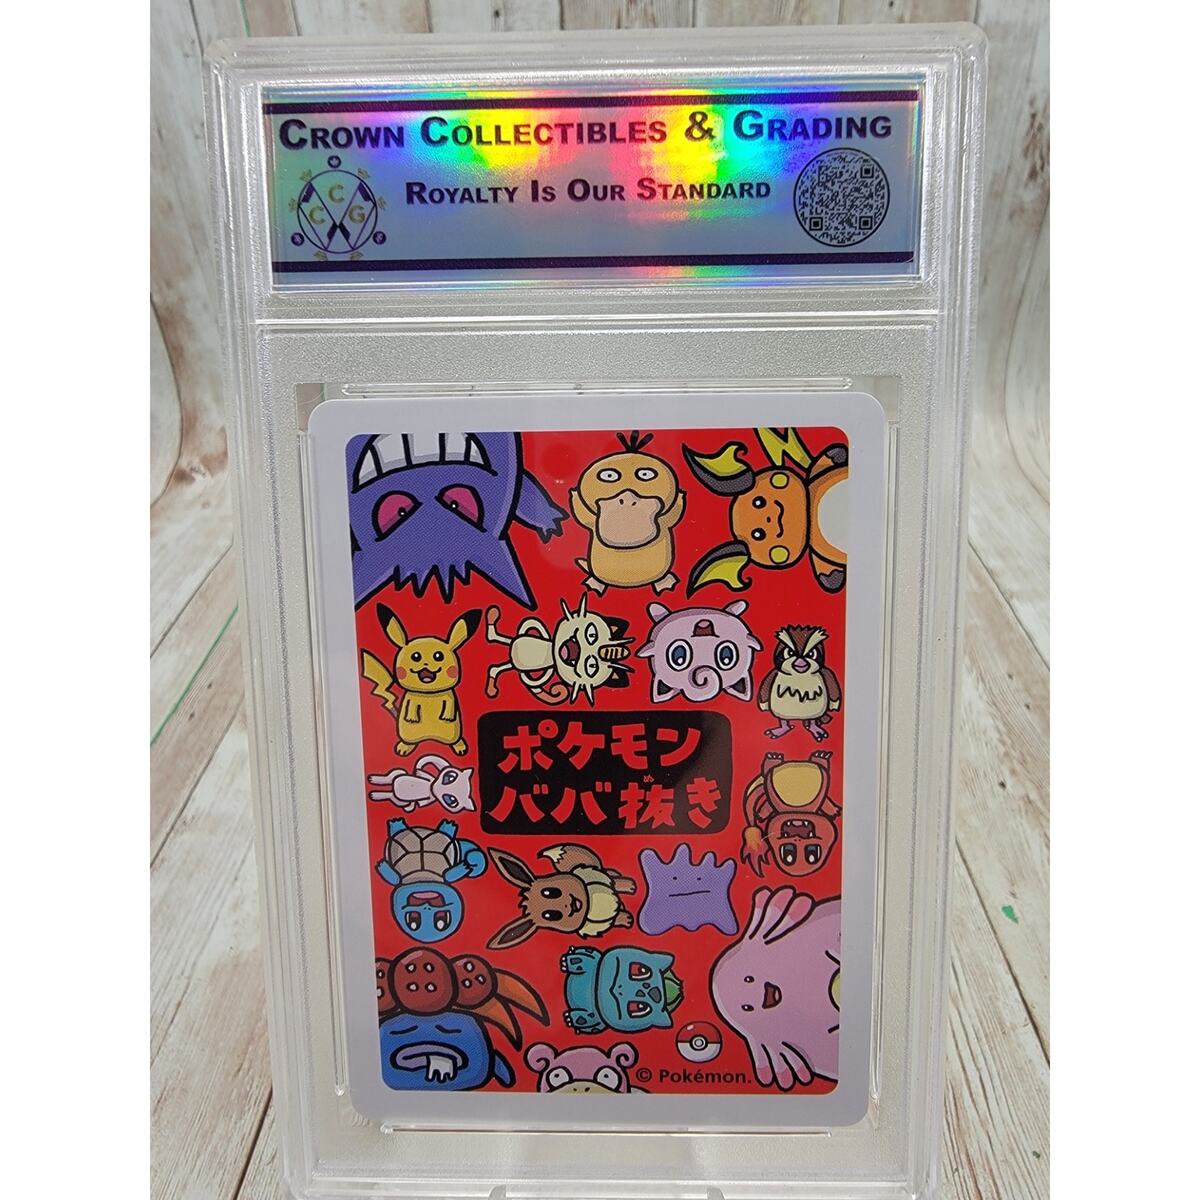 CROWN COLLECTIBLES & GRADING
CCG
ROYALTY IS OUR STANDARD
ポケモン
ババ抜き
ぬ
© Pokémon.